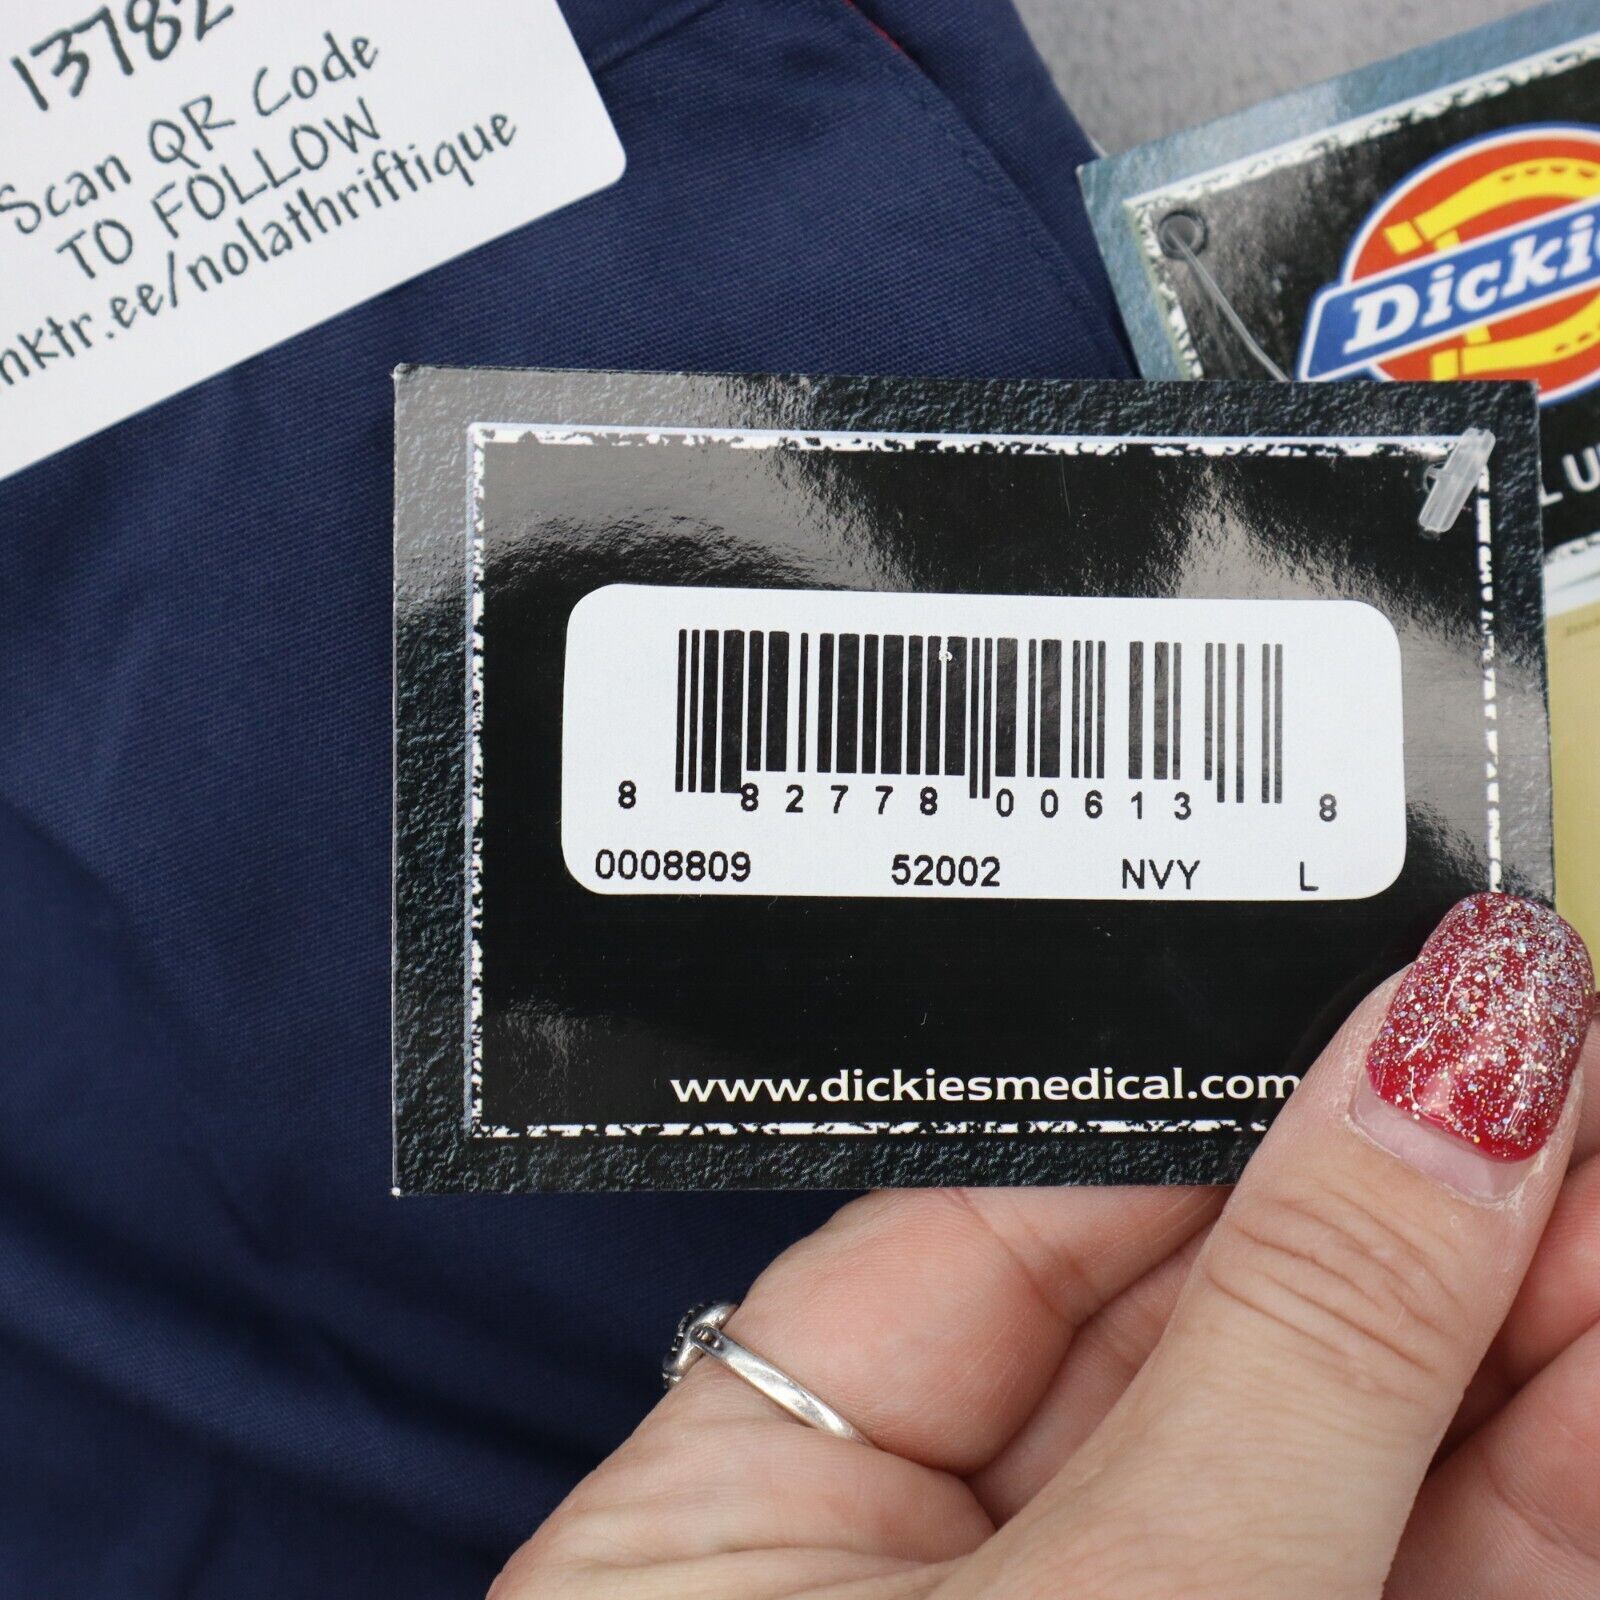 13782
Scan QR Code
TO FOLLOW
nktr.ee/nolathriftique
Dickie
L U
8 82778 00613 8
0008809 52002 NVY L
www.dickiesmedical.com